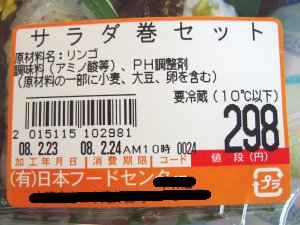 サラダ巻セット
原材料名：リンゴ
調味料（アミノ酸等）、ＰＨ調整剤
（原材料の一部に小麦、大豆、卵を含む）
要冷蔵（10℃以下）
2 015115 102981
298
08. 2.23 08. 2.24 AM10時 0024
加工年月日 消費期限 コード 値段（円）
（有）日本フードセンター
プラ